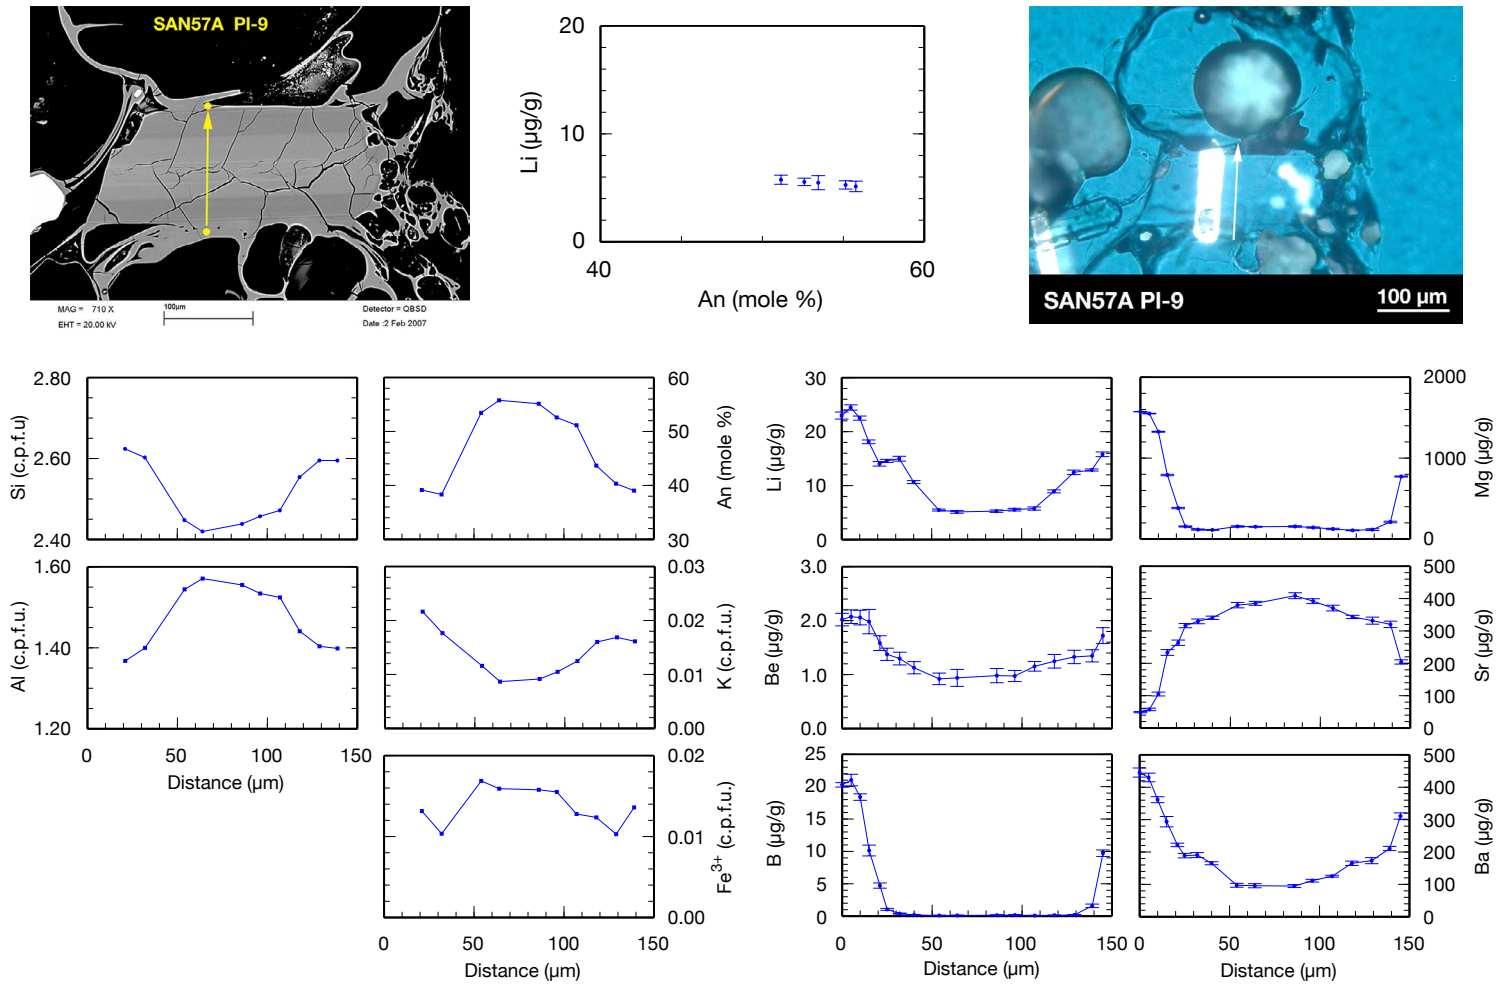 SAN57A PI-9
MAG = 710 X
EHT = 20.00 kV
100µm
Detector = QBSD
Date :2 Feb 2007
20
10
0
Li (µg/g)
40
60
An (mole %)
SAN57A PI-9
100 µm
2.80
2.60
2.40
Si (c.p.f.u)
60
50
40
30
An (mole %)
30
20
10
0
Li (µg/g)
2000
1000
0
Mg (µg/g)
1.60
1.40
1.20
Al (c.p.f.u.)
0
50
100
150
Distance (µm)
0.03
0.02
0.01
0.00
K (c.p.f.u.)
3.0
2.0
1.0
0.0
Be (µg/g)
500
400
300
200
100
0
Sr (µg/g)
0.02
0.01
0.00
Fe³⁺ (c.p.f.u.)
0
50
100
150
Distance (µm)
25
20
15
10
5
0
B (µg/g)
0
50
100
150
Distance (µm)
500
400
300
200
100
0
Ba (µg/g)
0
50
100
150
Distance (µm)